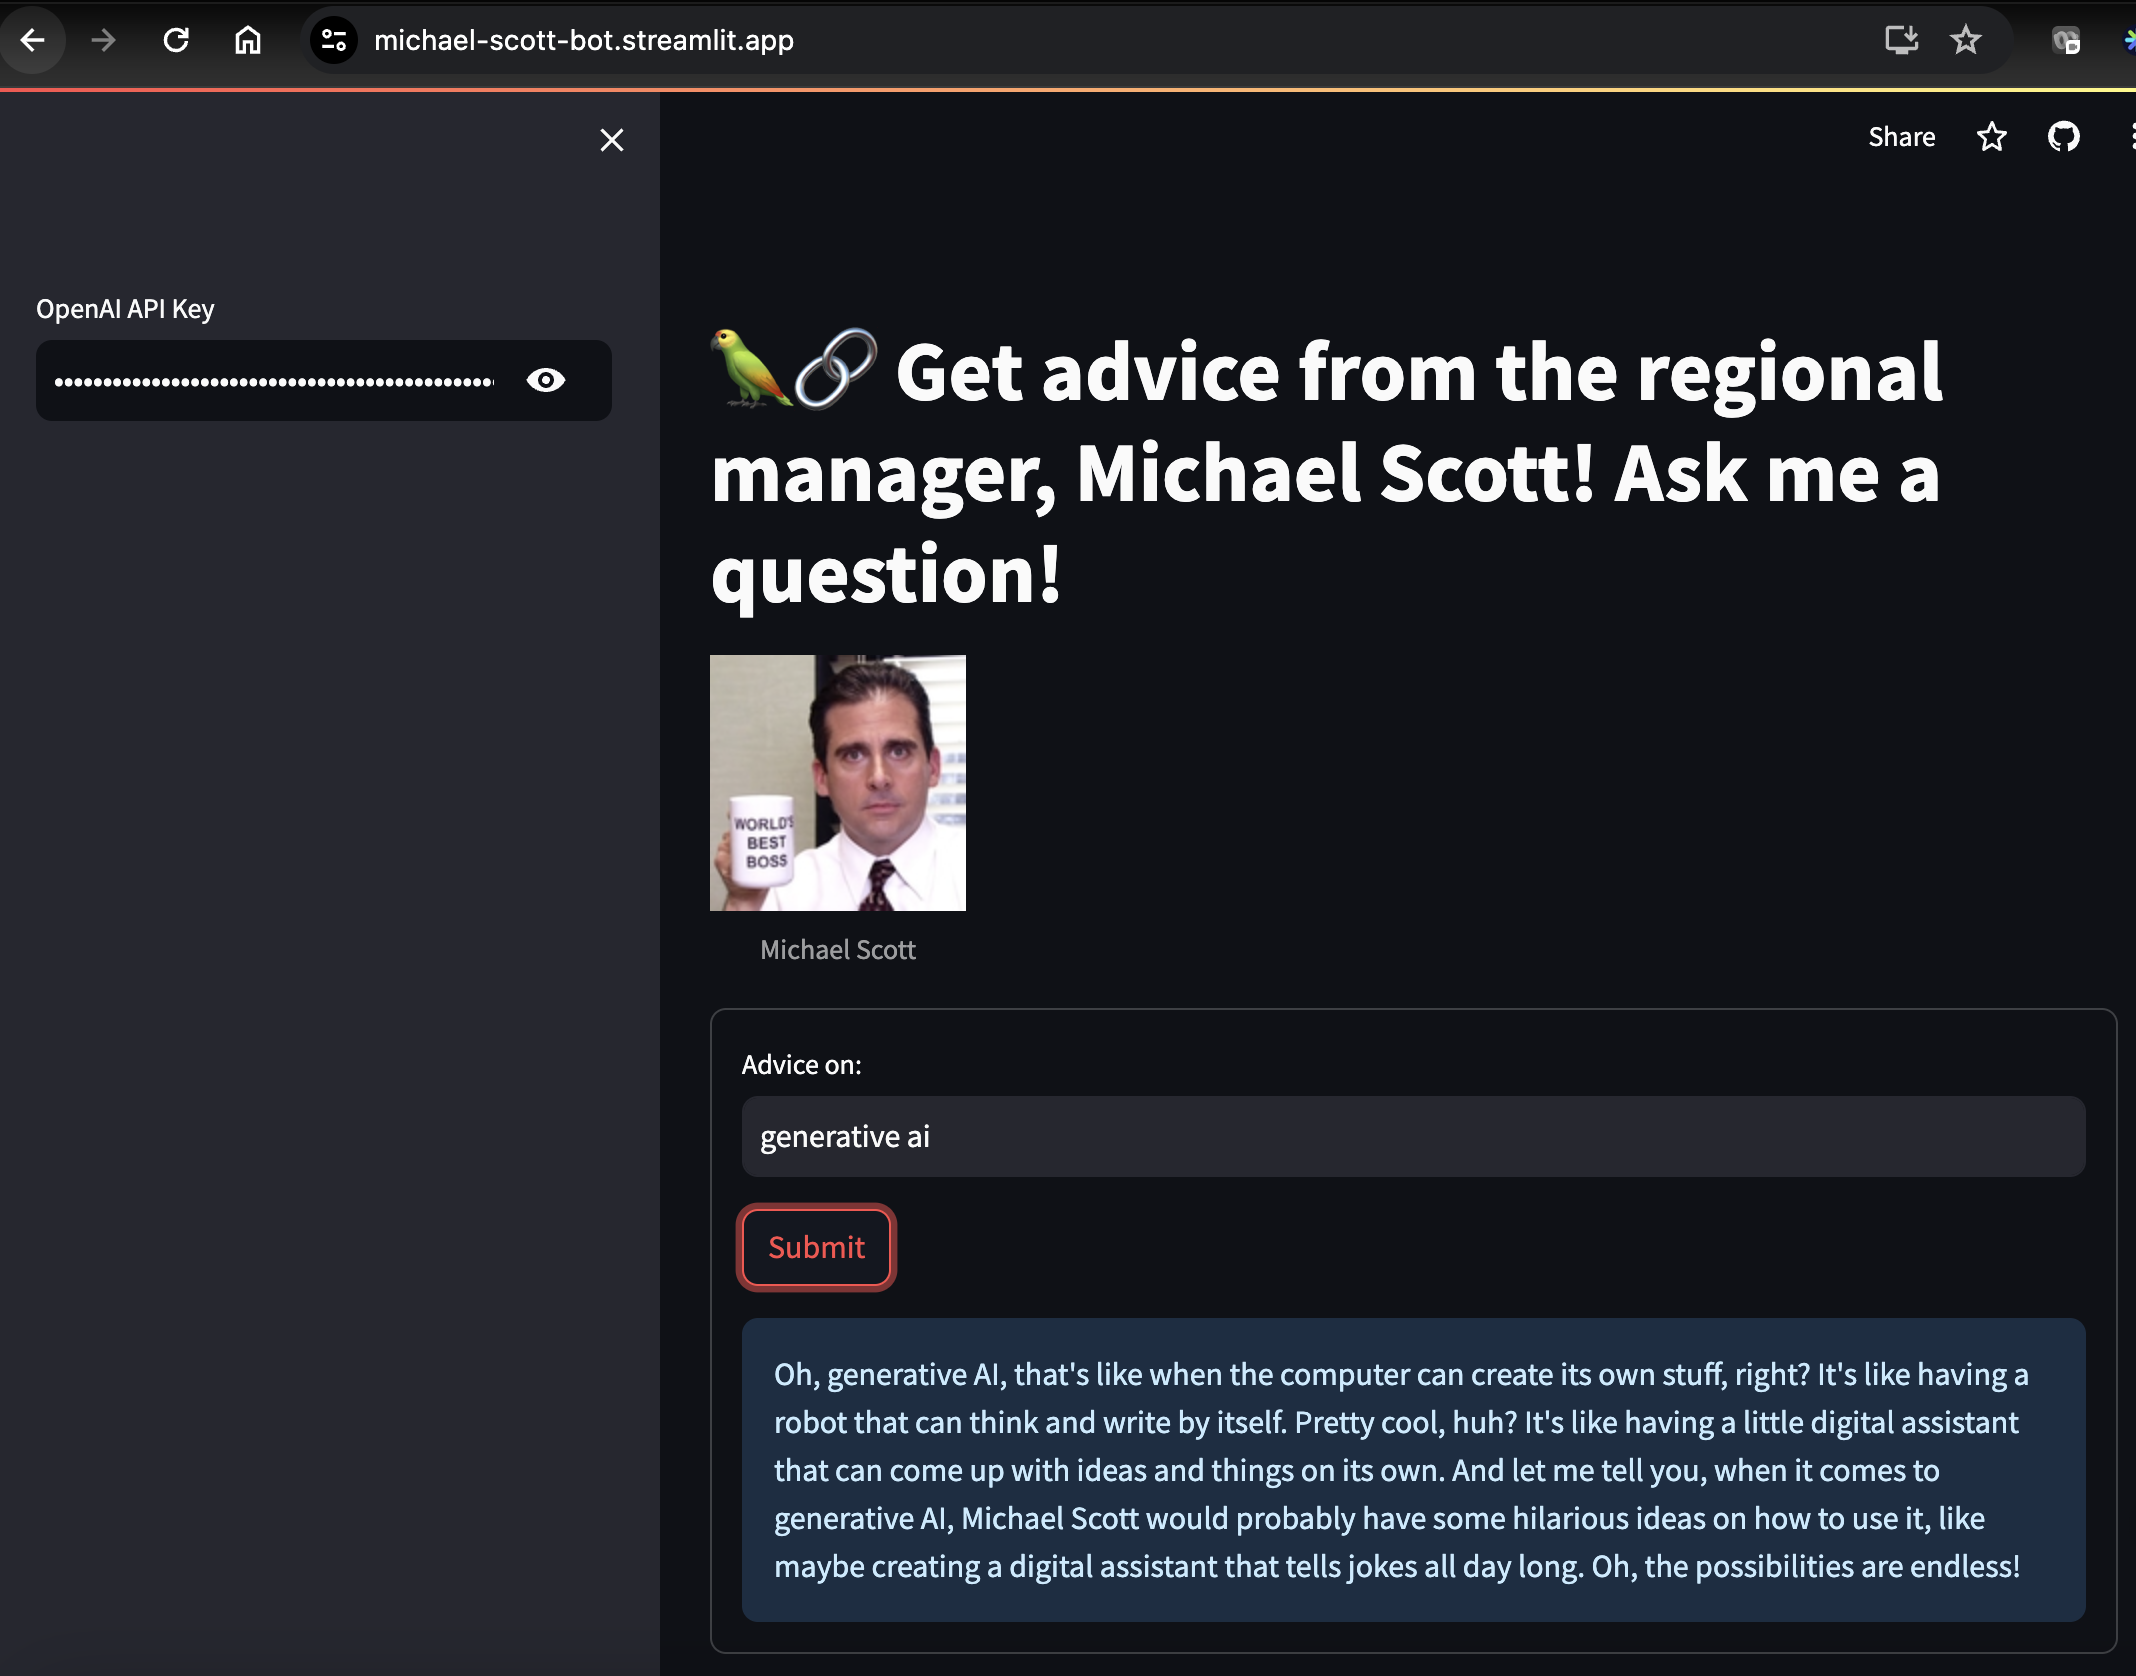 michael-scott-bot.streamlit.app
Share
OpenAI API Key
🦜🔗 Get advice from the regional
manager, Michael Scott! Ask me a
question!
WORLD'S
BEST
BOSS
Michael Scott
Advice on:
generative ai
Submit
Oh, generative AI, that's like when the computer can create its own stuff, right? It's like having a
robot that can think and write by itself. Pretty cool, huh? It's like having a little digital assistant
that can come up with ideas and things on its own. And let me tell you, when it comes to
generative AI, Michael Scott would probably have some hilarious ideas on how to use it, like
maybe creating a digital assistant that tells jokes all day long. Oh, the possibilities are endless!